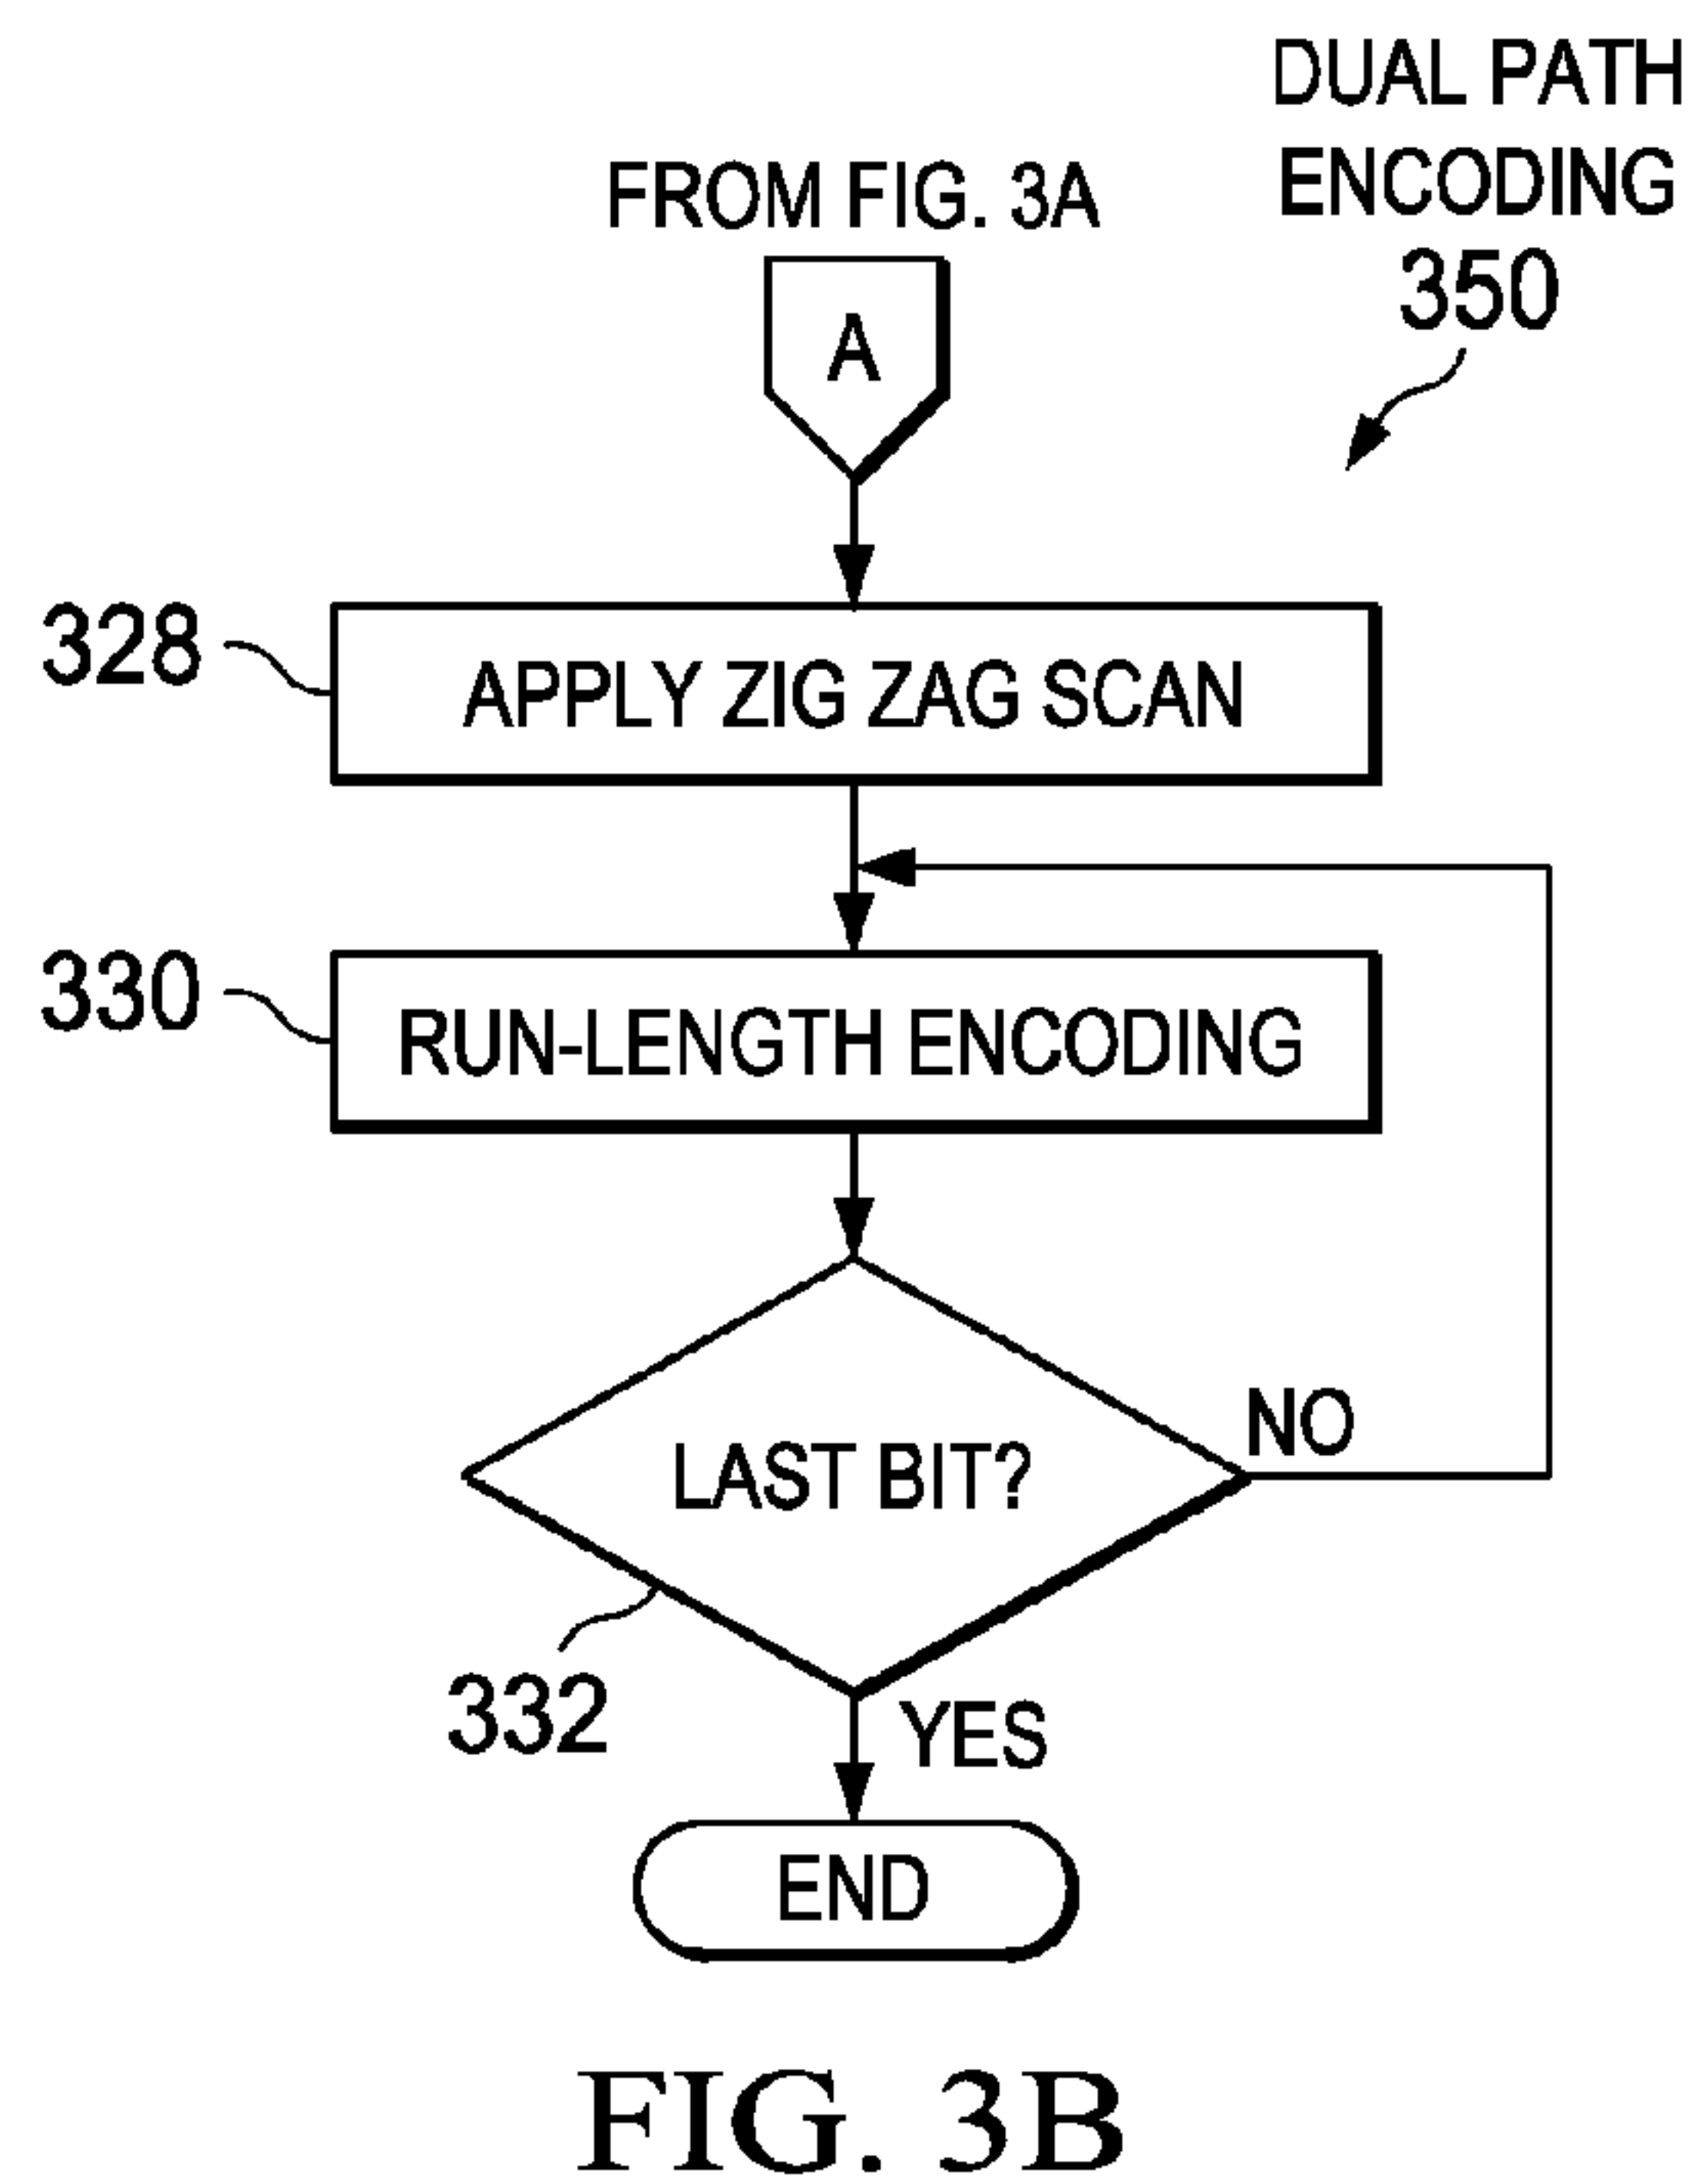 DUAL PATH
ENCODING
350
FROM FIG. 3A
A
328
APPLY ZIG ZAG SCAN
330
RUN-LENGTH ENCODING
LAST BIT?
NO
332
YES
END
FIG. 3B